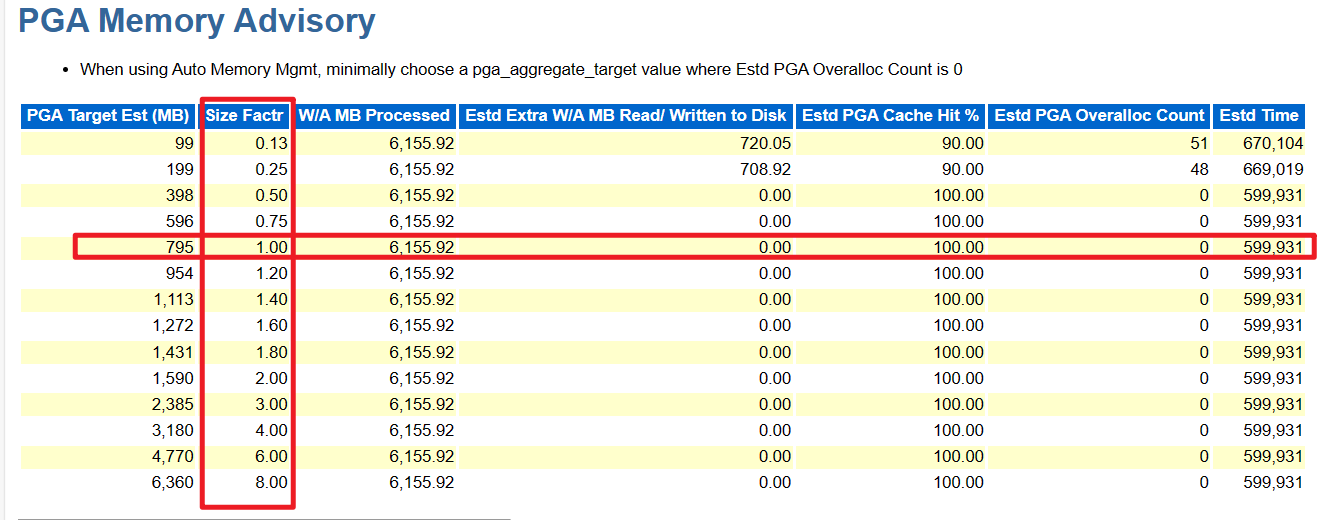 PGA Memory Advisory
• When using Auto Memory Mgmt, minimally choose a pga_aggregate_target value where Estd PGA Overalloc Count is 0
PGA Target Est (MB) Size Factr W/A MB Processed Estd Extra W/A MB Read/ Written to Disk Estd PGA Cache Hit % Estd PGA Overalloc Count Estd Time
99 0.13 6,155.92 720.05 90.00 51 670,104
199 0.25 6,155.92 708.92 90.00 48 669,019
398 0.50 6,155.92 0.00 100.00 0 599,931
596 0.75 6,155.92 0.00 100.00 0 599,931
795 1.00 6,155.92 0.00 100.00 0 599,931
954 1.20 6,155.92 0.00 100.00 0 599,931
1,113 1.40 6,155.92 0.00 100.00 0 599,931
1,272 1.60 6,155.92 0.00 100.00 0 599,931
1,431 1.80 6,155.92 0.00 100.00 0 599,931
1,590 2.00 6,155.92 0.00 100.00 0 599,931
2,385 3.00 6,155.92 0.00 100.00 0 599,931
3,180 4.00 6,155.92 0.00 100.00 0 599,931
4,770 6.00 6,155.92 0.00 100.00 0 599,931
6,360 8.00 6,155.92 0.00 100.00 0 599,931